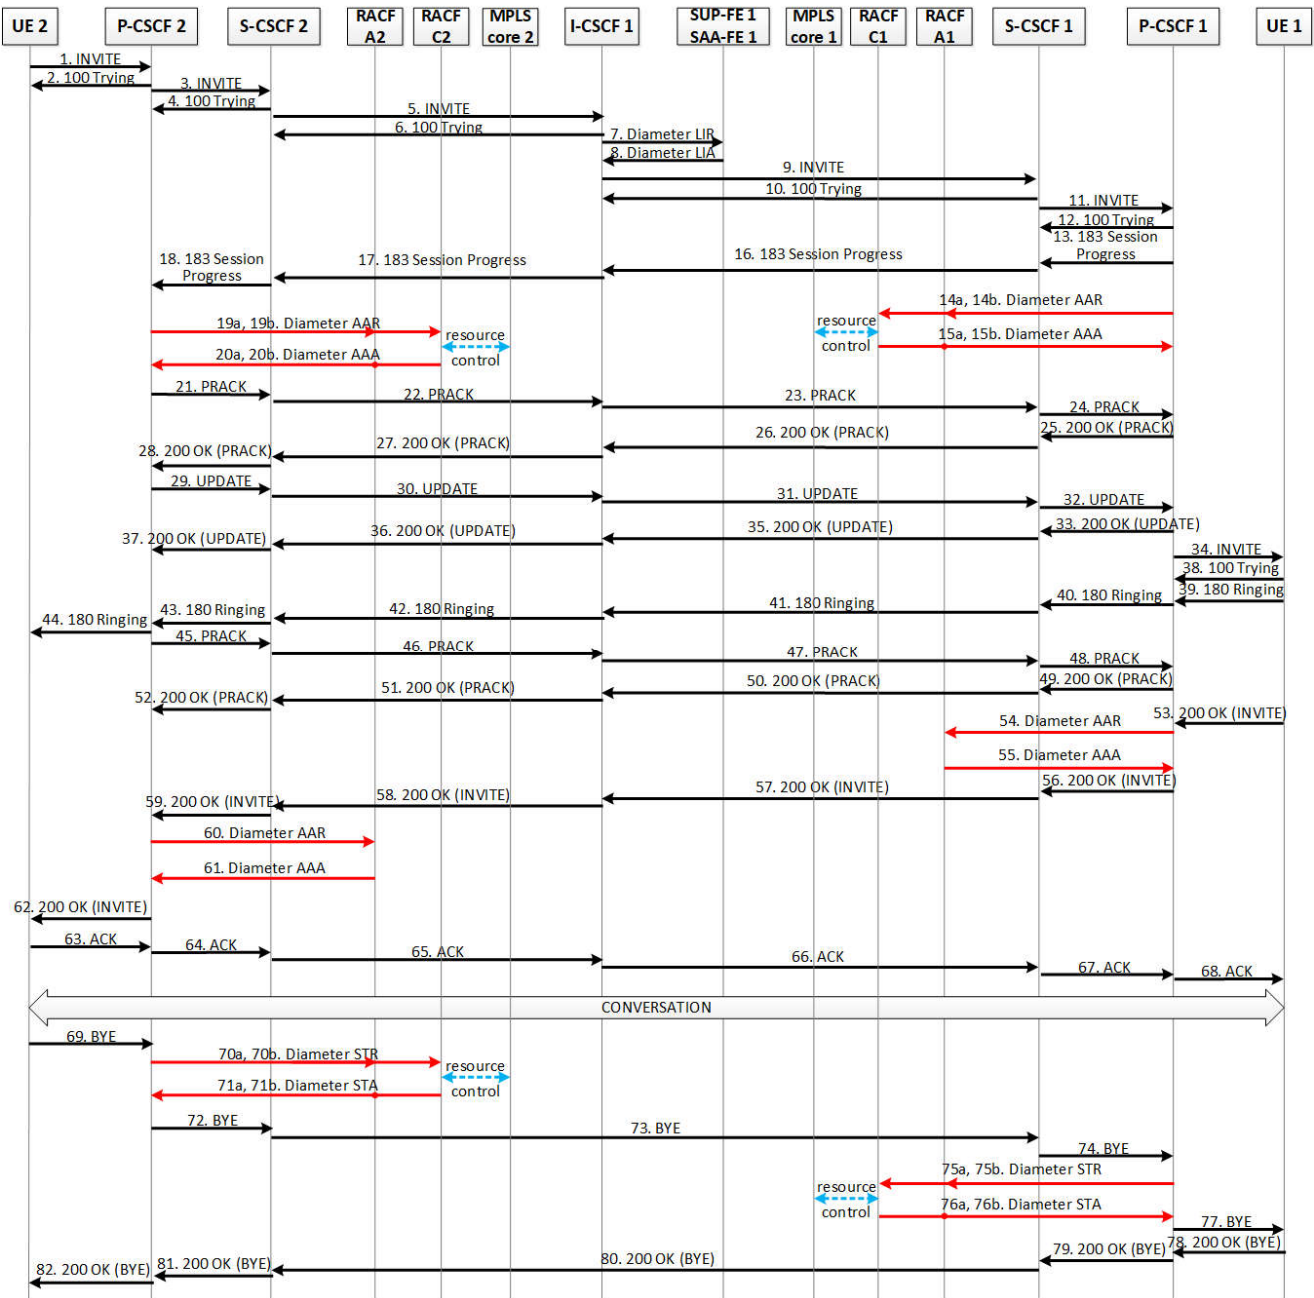 UE 2
P-CSCF 2
S-CSCF 2
RACF
A2
RACF
C2
MPLS
core 2
I-CSCF 1
SUP-FE 1
SAA-FE 1
MPLS
core 1
RACF
C1
RACF
A1
S-CSCF 1
P-CSCF 1
UE 1
1. INVITE
2. 100 Trying
3. INVITE
4. 100 Trying
5. INVITE
6. 100 Trying
7. Diameter LIR
8. Diameter LIA
9. INVITE
10. 100 Trying
11. INVITE
12. 100 Trying
13. 183 Session
Progress
16. 183 Session Progress
17. 183 Session Progress
18. 183 Session
Progress
14a, 14b. Diameter AAR
19a, 19b. Diameter AAR
resource
control
resource
control
15a, 15b. Diameter AAA
20a, 20b. Diameter AAA
21. PRACK
22. PRACK
23. PRACK
24. PRACK
25. 200 OK (PRACK)
26. 200 OK (PRACK)
27. 200 OK (PRACK)
28. 200 OK (PRACK)
29. UPDATE
30. UPDATE
31. UPDATE
32. UPDATE
33. 200 OK (UPDATE)
35. 200 OK (UPDATE)
36. 200 OK (UPDATE)
37. 200 OK (UPDATE)
34. INVITE
38. 100 Trying
39. 180 Ringing
40. 180 Ringing
41. 180 Ringing
42. 180 Ringing
43. 180 Ringing
44. 180 Ringing
45. PRACK
46. PRACK
47. PRACK
48. PRACK
49. 200 OK (PRACK)
50. 200 OK (PRACK)
51. 200 OK (PRACK)
52. 200 OK (PRACK)
53. 200 OK (INVITE)
54. Diameter AAR
55. Diameter AAA
56. 200 OK (INVITE)
57. 200 OK (INVITE)
58. 200 OK (INVITE)
59. 200 OK (INVITE)
60. Diameter AAR
61. Diameter AAA
62. 200 OK (INVITE)
63. ACK
64. ACK
65. ACK
66. ACK
67. ACK
68. ACK
CONVERSATION
69. BYE
70a, 70b. Diameter STR
resource
control
71a, 71b. Diameter STA
72. BYE
73. BYE
74. BYE
75a, 75b. Diameter STR
resource
control
76a, 76b. Diameter STA
77. BYE
78. 200 OK (BYE)
79. 200 OK (BYE)
80. 200 OK (BYE)
81. 200 OK (BYE)
82. 200 OK (BYE)